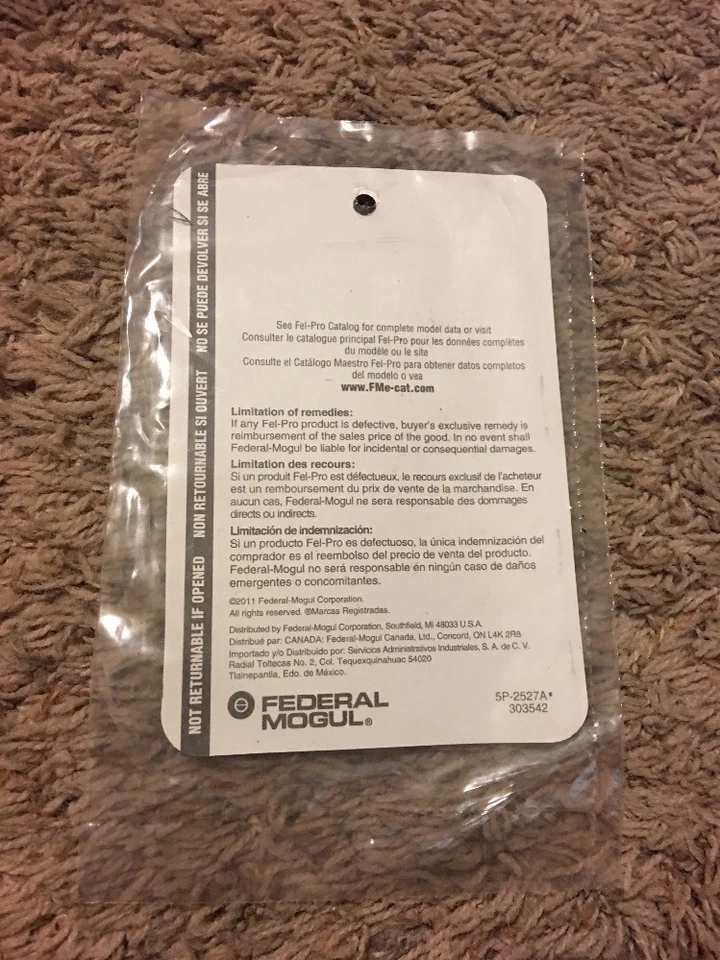 NOT RETURNABLE IF OPENED NON RETOURNABLE SI OUVERT NO SE PUEDE DEVOLVER SI SE ABRE
See Fel-Pro Catalog for complete model data or visit
Consulter le catalogue principal Fel-Pro pour les données complètes
du modèle ou le site
Consulte el Catálogo Maestro Fel-Pro para obtener datos completos
del modelo o vea
www.FMe-cat.com
Limitation of remedies:
If any Fel-Pro product is defective, buyer's exclusive remedy is
reimbursement of the sales price of the good. In no event shall
Federal-Mogul be liable for incidental or consequential damages.
Limitation des recours:
Si un produit Fel-Pro est défectueux, le recours exclusif de l'acheteur
est un remboursement du prix de vente de la marchandise. En
aucun cas, Federal-Mogul ne sera responsable des dommages
directs ou indirects.
Limitación de indemnización:
Si un producto Fel-Pro es defectuoso, la única indemnización del
comprador es el reembolso del precio de venta del producto.
Federal-Mogul no será responsable én ningún caso de daños
emergentes o concomitantes.
©2011 Federal-Mogul Corporation.
All rights reserved. ®Marcas Registradas.
Distributed by Federal-Mogul Corporation, Southfield, MI 48033 U.S.A.
Distribué par: CANADA: Federal-Mogul Canada, Ltd., Concord, ON L4K 2R8
Importado y/o Distribuido por: Servicios Administrativos Industriales, S. A. de C. V.
Radial Toltecas No. 2, Col. Tequexquinahuac 54020
Tlalnepantla, Edo. de México.
FEDERAL
MOGUL®
5P-2527A*
303542